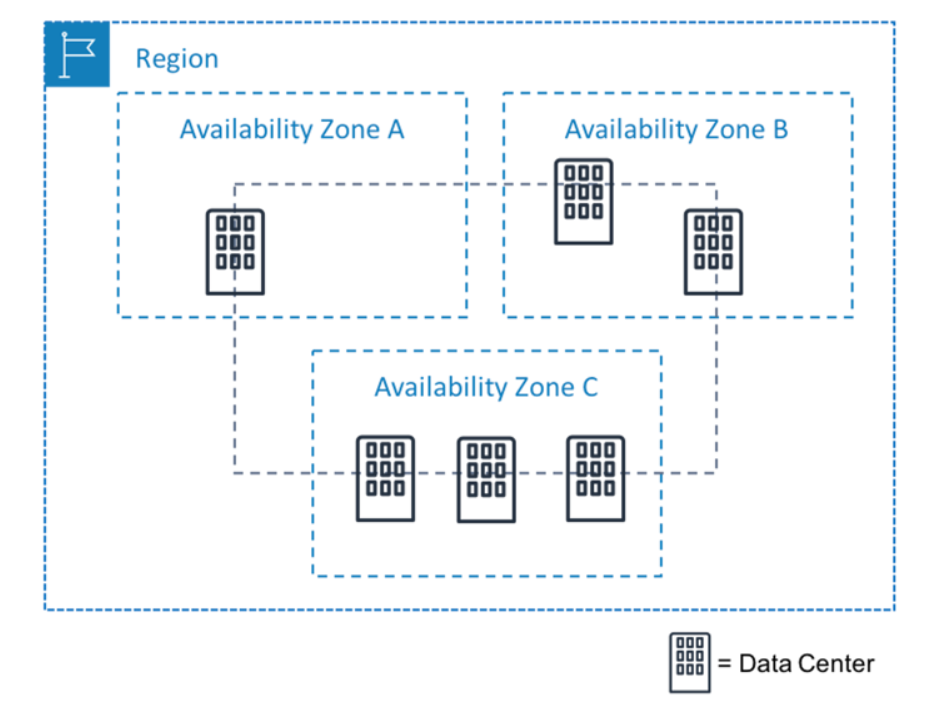 Region
Availability Zone A
Availability Zone B
Availability Zone C
= Data Center